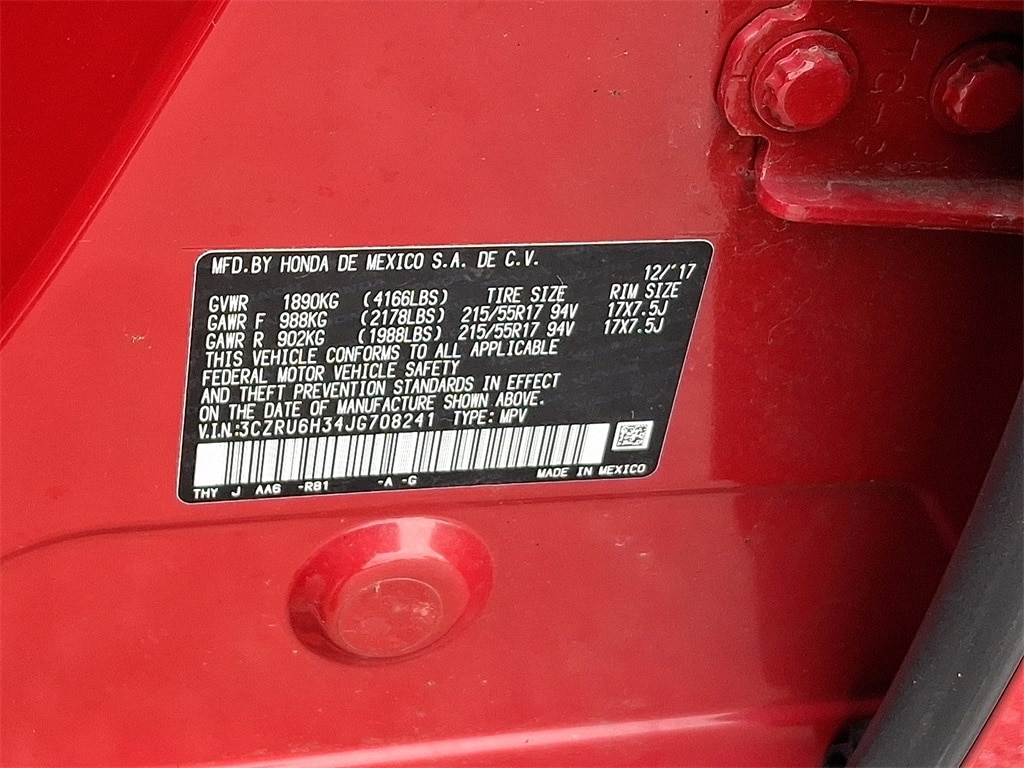 MFD.BY HONDA DE MEXICO S.A. DE C.V.
12/'17
GVWR 1890KG (4166LBS) TIRE SIZE RIM SIZE
GAWR F 988KG (2178LBS) 215/55R17 94V 17X7.5J
GAWR R 902KG (1988LBS) 215/55R17 94V 17X7.5J
THIS VEHICLE CONFORMS TO ALL APPLICABLE
FEDERAL MOTOR VEHICLE SAFETY
AND THEFT PREVENTION STANDARDS IN EFFECT
ON THE DATE OF MANUFACTURE SHOWN ABOVE.
V.I.N.:3CZRU6H34JG708241 TYPE: MPV
MADE IN MEXICO
THY J AA6 -R81 -A -G